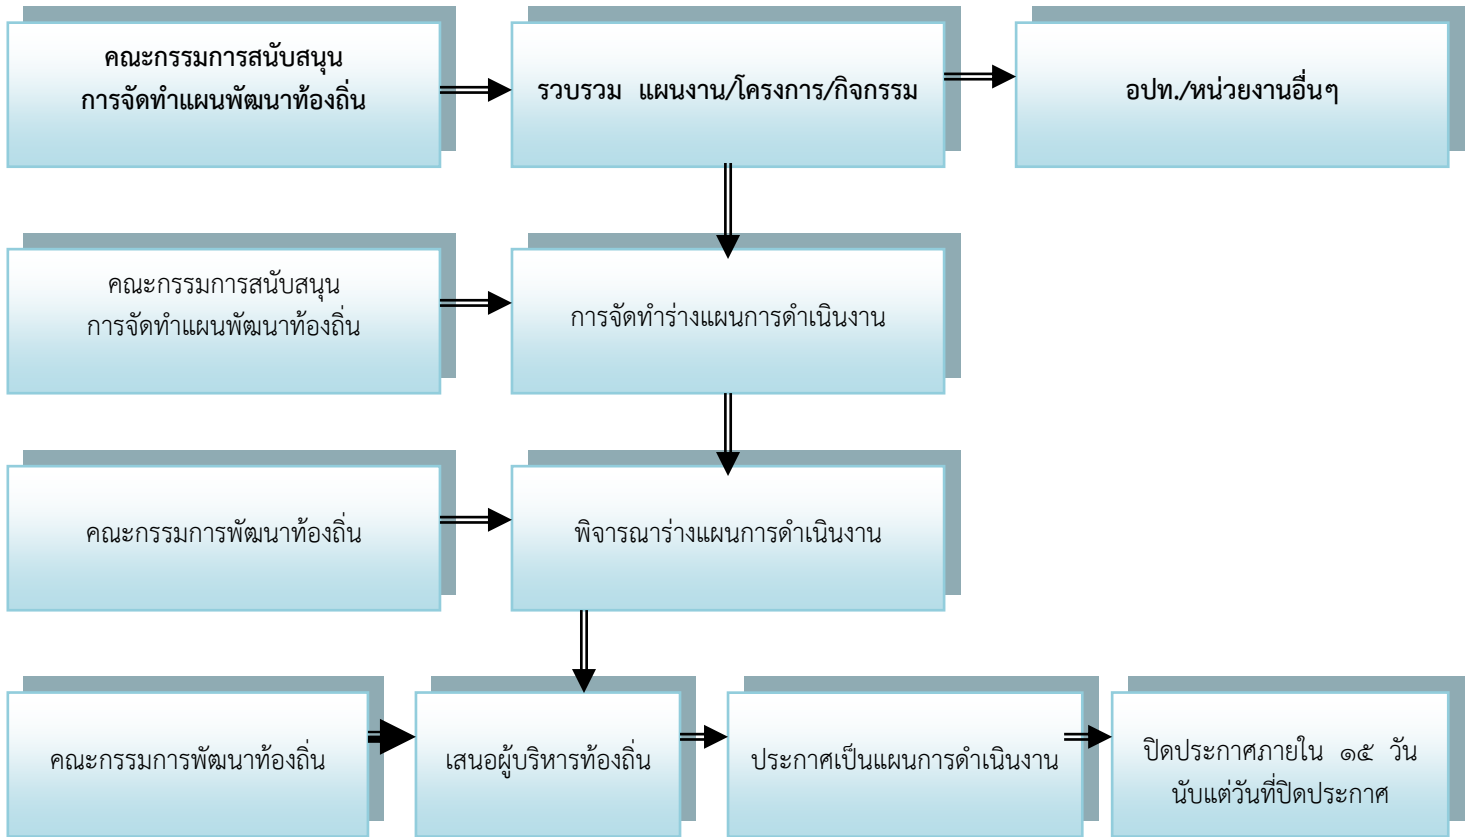 คณะกรรมการสนับสนุน
การจัดทำแผนพัฒนาท้องถิ่น
รวบรวม แผนงาน/โครงการ/กิจกรรม
อปท./หน่วยงานอื่นๆ
คณะกรรมการสนับสนุน
การจัดทำแผนพัฒนาท้องถิ่น
การจัดทำร่างแผนการดำเนินงาน
คณะกรรมการพัฒนาท้องถิ่น
พิจารณาร่างแผนการดำเนินงาน
คณะกรรมการพัฒนาท้องถิ่น
เสนอผู้บริหารท้องถิ่น
ประกาศเป็นแผนการดำเนินงาน
ปิดประกาศภายใน ๑๕ วัน
นับแต่วันที่ปิดประกาศ